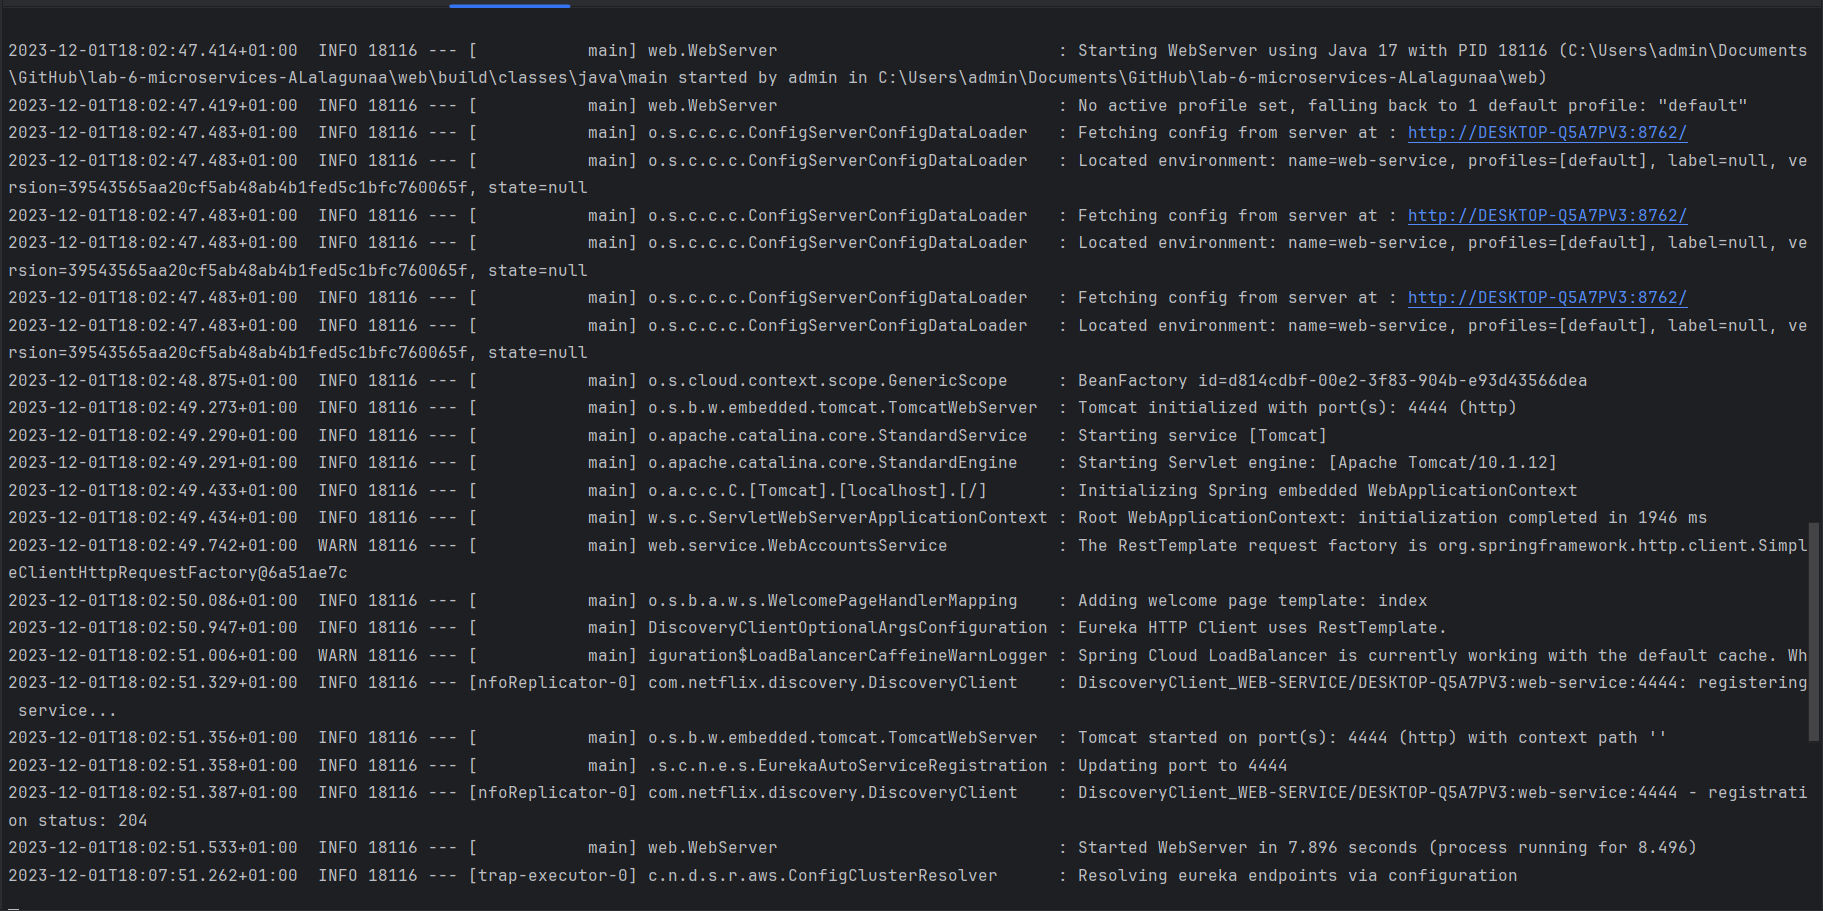 2023-12-01T18:02:47.414+01:00  INFO 18116 --- [           main] web.WebServer                            : Starting WebServer using Java 17 with PID 18116 (C:\Users\admin\Documents
\GitHub\lab-6-microservices-ALalagunaa\web\build\classes\java\main started by admin in C:\Users\admin\Documents\GitHub\lab-6-microservices-ALalagunaa\web)
2023-12-01T18:02:47.419+01:00  INFO 18116 --- [           main] web.WebServer                            : No active profile set, falling back to 1 default profile: "default"
2023-12-01T18:02:47.483+01:00  INFO 18116 --- [           main] o.s.c.c.c.ConfigServerConfigDataLoader   : Fetching config from server at : http://DESKTOP-Q5A7PV3:8762/
2023-12-01T18:02:47.483+01:00  INFO 18116 --- [           main] o.s.c.c.c.ConfigServerConfigDataLoader   : Located environment: name=web-service, profiles=[default], label=null, ve
rsion=39543565aa20cf5ab48ab4b1fed5c1bfc760065f, state=null
2023-12-01T18:02:47.483+01:00  INFO 18116 --- [           main] o.s.c.c.c.ConfigServerConfigDataLoader   : Fetching config from server at : http://DESKTOP-Q5A7PV3:8762/
2023-12-01T18:02:47.483+01:00  INFO 18116 --- [           main] o.s.c.c.c.ConfigServerConfigDataLoader   : Located environment: name=web-service, profiles=[default], label=null, ve
rsion=39543565aa20cf5ab48ab4b1fed5c1bfc760065f, state=null
2023-12-01T18:02:47.483+01:00  INFO 18116 --- [           main] o.s.c.c.c.ConfigServerConfigDataLoader   : Fetching config from server at : http://DESKTOP-Q5A7PV3:8762/
2023-12-01T18:02:47.483+01:00  INFO 18116 --- [           main] o.s.c.c.c.ConfigServerConfigDataLoader   : Located environment: name=web-service, profiles=[default], label=null, ve
rsion=39543565aa20cf5ab48ab4b1fed5c1bfc760065f, state=null
2023-12-01T18:02:48.875+01:00  INFO 18116 --- [           main] o.s.cloud.context.scope.GenericScope     : BeanFactory id=d814cdbf-00e2-3f83-904b-e93d43566dea
2023-12-01T18:02:49.273+01:00  INFO 18116 --- [           main] o.s.b.w.embedded.tomcat.TomcatWebServer  : Tomcat initialized with port(s): 4444 (http)
2023-12-01T18:02:49.290+01:00  INFO 18116 --- [           main] o.apache.catalina.core.StandardService   : Starting service [Tomcat]
2023-12-01T18:02:49.291+01:00  INFO 18116 --- [           main] o.apache.catalina.core.StandardEngine    : Starting Servlet engine: [Apache Tomcat/10.1.12]
2023-12-01T18:02:49.433+01:00  INFO 18116 --- [           main] o.a.c.c.C.[Tomcat].[localhost].[/]       : Initializing Spring embedded WebApplicationContext
2023-12-01T18:02:49.434+01:00  INFO 18116 --- [           main] w.s.c.ServletWebServerApplicationContext : Root WebApplicationContext: initialization completed in 1946 ms
2023-12-01T18:02:49.742+01:00  WARN 18116 --- [           main] web.service.WebAccountsService           : The RestTemplate request factory is org.springframework.http.client.Simpl
eClientHttpRequestFactory@6a51ae7c
2023-12-01T18:02:50.086+01:00  INFO 18116 --- [           main] o.s.b.a.w.s.WelcomePageHandlerMapping    : Adding welcome page template: index
2023-12-01T18:02:50.947+01:00  INFO 18116 --- [           main] DiscoveryClientOptionalArgsConfiguration : Eureka HTTP Client uses RestTemplate.
2023-12-01T18:02:51.006+01:00  WARN 18116 --- [           main] iguration$LoadBalancerCaffeineWarnLogger : Spring Cloud LoadBalancer is currently working with the default cache. Wh
2023-12-01T18:02:51.329+01:00  INFO 18116 --- [nfoReplicator-0] com.netflix.discovery.DiscoveryClient    : DiscoveryClient_WEB-SERVICE/DESKTOP-Q5A7PV3:web-service:4444: registering
 service...
2023-12-01T18:02:51.356+01:00  INFO 18116 --- [           main] o.s.b.w.embedded.tomcat.TomcatWebServer  : Tomcat started on port(s): 4444 (http) with context path ''
2023-12-01T18:02:51.358+01:00  INFO 18116 --- [           main] .s.c.n.e.s.EurekaAutoServiceRegistration : Updating port to 4444
2023-12-01T18:02:51.387+01:00  INFO 18116 --- [nfoReplicator-0] com.netflix.discovery.DiscoveryClient    : DiscoveryClient_WEB-SERVICE/DESKTOP-Q5A7PV3:web-service:4444 - registrati
on status: 204
2023-12-01T18:02:51.533+01:00  INFO 18116 --- [           main] web.WebServer                            : Started WebServer in 7.896 seconds (process running for 8.496)
2023-12-01T18:07:51.262+01:00  INFO 18116 --- [trap-executor-0] c.n.d.s.r.aws.ConfigClusterResolver      : Resolving eureka endpoints via configuration